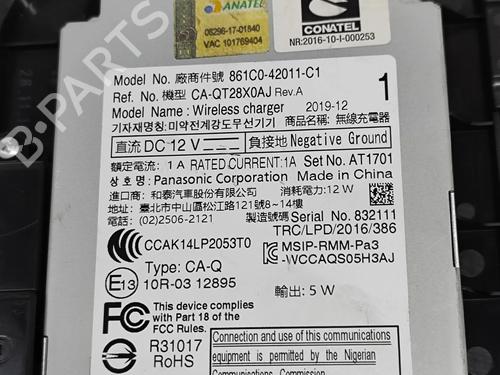 ANATEL
06296-17-01840
VAC 101769404
CONATEL
NR:2016-10-I-000253
Model No. 廠商件號 861C0-42011-C1
1
Ref. No. 機型 CA-QT28X0AJ Rev.A
Model Name : Wireless charger 2019-12
기자재명칭:미약전계강도무선기기 商品名稱: 無線充電器
直流 DC 12 V 負接地 Negative Ground
額定電流: 1 A RATED CURRENT:1A Set No. AT1701
상 호 명 : Panasonic Corporation Made in China
進口商: 和泰汽車股份有限公司 消耗電力:12 W
地址: 臺北市中山區松江路121號8~14樓
(02)2506-2121 製造號碼 Serial No. 832111
TRC/LPD/2016/386
CCAK14LP2053T0
MSIP-RMM-Pa3
-WCCAQS05H3AJ
Type: CA-Q
E13
10R-03 12895
輸出: 5 W
This device complies
with Part 18 of the
FCC Rules.
FC
R31017
RoHS
Connection and use of this communications
equipment is permitted by the Nigerian
Communications Commission